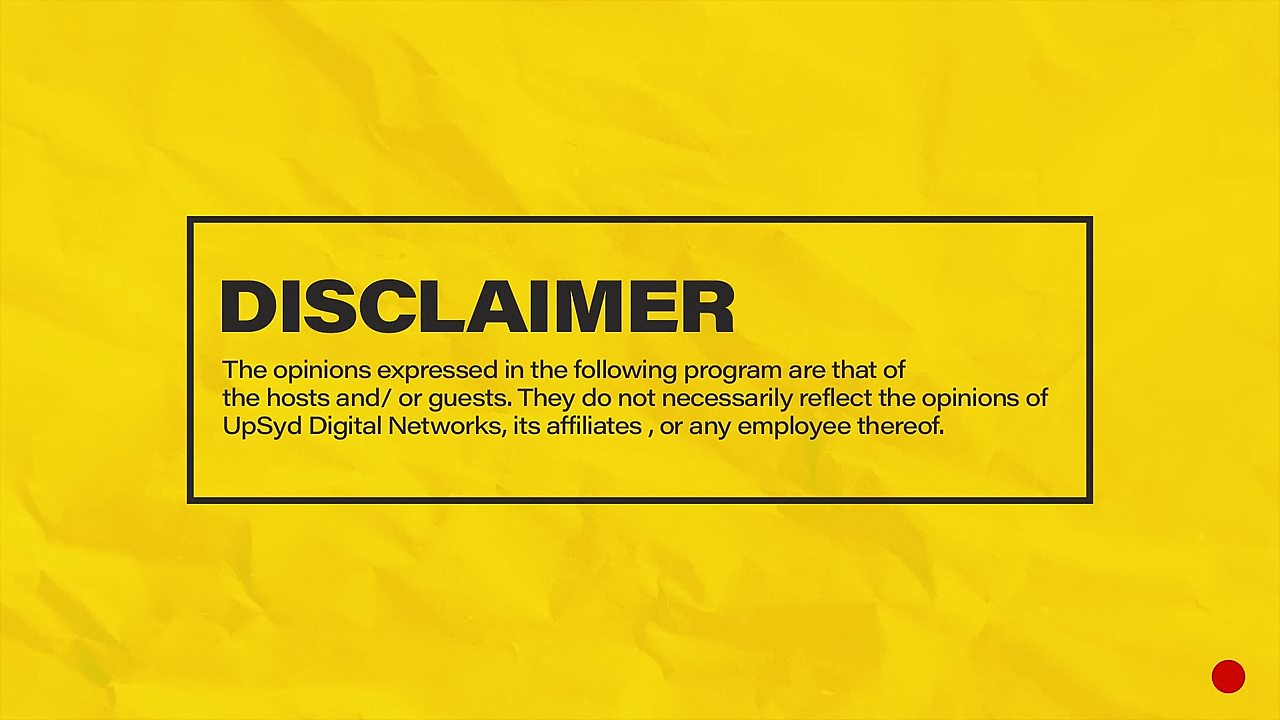 DISCLAIMER
The opinions expressed in the following program are that of
the hosts and/ or guests. They do not necessarily reflect the opinions of
UpSyd Digital Networks, its affiliates , or any employee thereof.